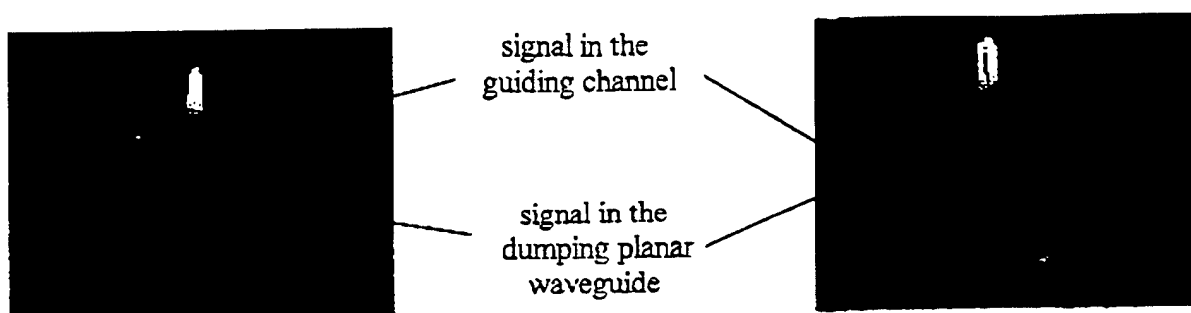 signal in the
guiding channel
signal in the
dumping planar
waveguide